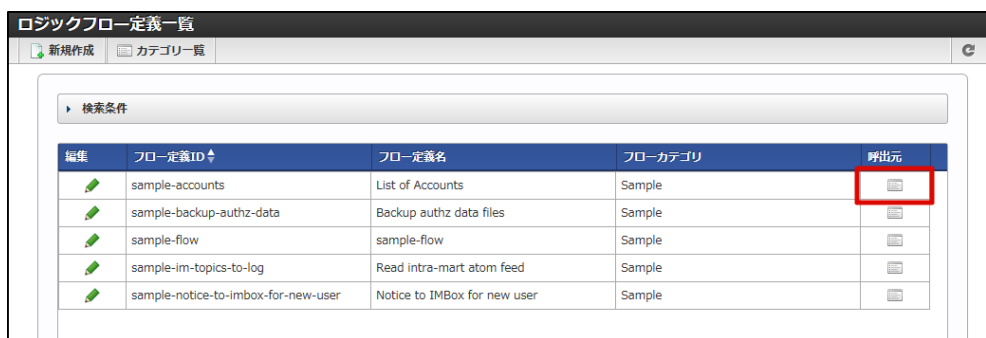 ロジックフロー定義一覧
新規作成 カテゴリ一覧
検索条件
編集 フロー定義ID フロー定義名 フローカテゴリ 呼出元
sample-accounts List of Accounts Sample
sample-backup-authz-data Backup authz data files Sample
sample-flow sample-flow Sample
sample-im-topics-to-log Read intra-mart atom feed Sample
sample-notice-to-imbox-for-new-user Notice to IMBox for new user Sample